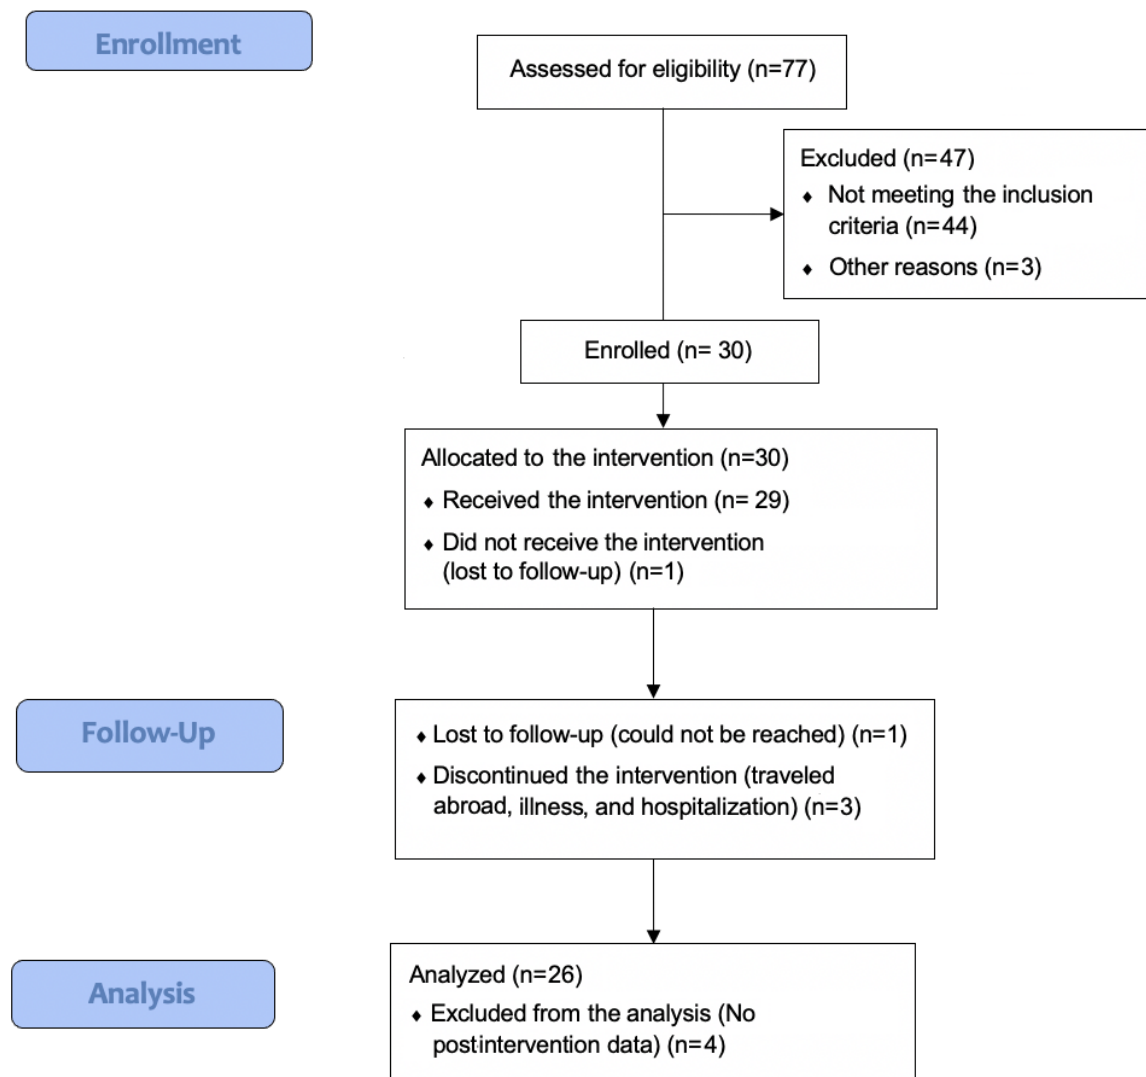 Enrollment
Assessed for eligibility (n=77)
Excluded (n=47)
♦ Not meeting the inclusion
criteria (n=44)
♦ Other reasons (n=3)
Enrolled (n= 30)
Allocated to the intervention (n=30)
♦ Received the intervention (n= 29)
♦ Did not receive the intervention
(lost to follow-up) (n=1)
Follow-Up
♦ Lost to follow-up (could not be reached) (n=1)
♦ Discontinued the intervention (traveled
abroad, illness, and hospitalization) (n=3)
Analysis
Analyzed (n=26)
♦ Excluded from the analysis (No
postintervention data) (n=4)